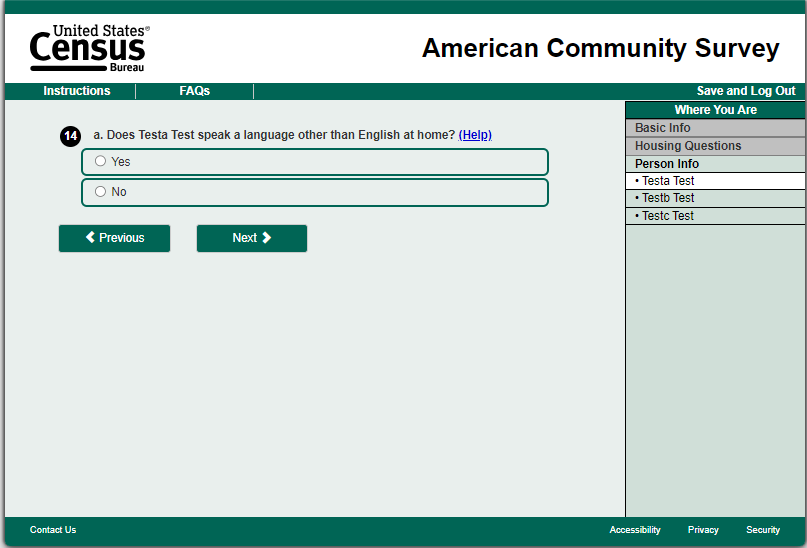 United States®
Census
Bureau
American Community Survey
Instructions
FAQs
Save and Log Out
Where You Are
Basic Info
Housing Questions
Person Info
• Testa Test
• Testb Test
• Testc Test
14 a. Does Testa Test speak a language other than English at home? (Help)
Yes
No
Previous
Next
Contact Us
Accessibility
Privacy
Security